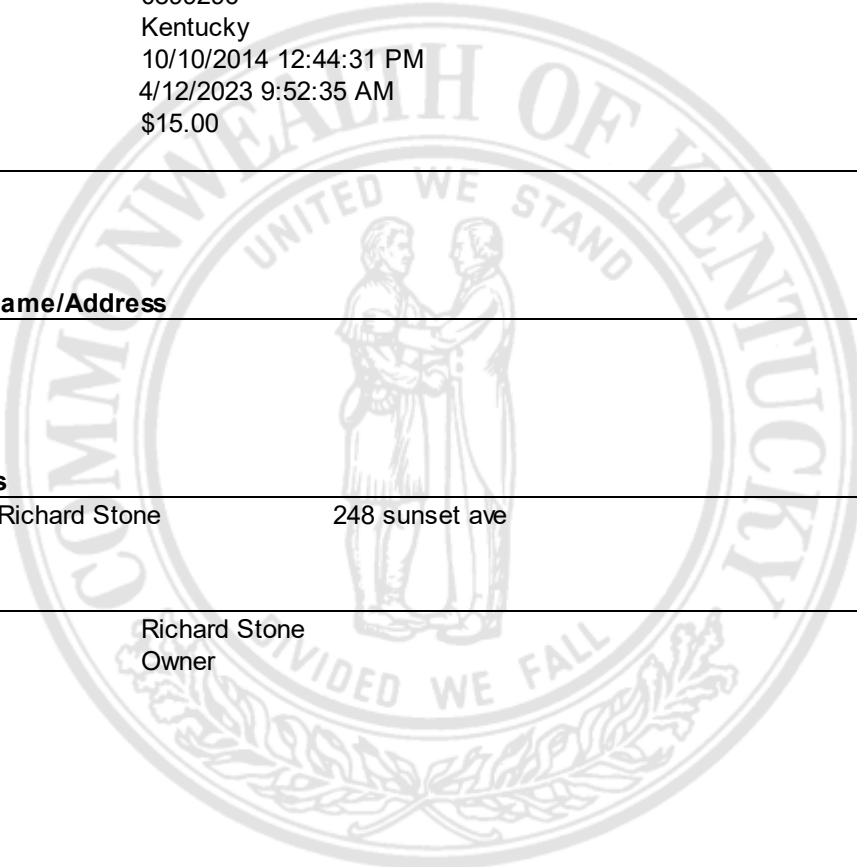 Kentucky
10/10/2014 12:44:31 PM
4/12/2023 9:52:35 AM
$15.00
COMMONWEALTH OF KENTUCKY
UNITED WE STAND
ame/Address
s
Richard Stone 248 sunset ave
Richard Stone
Owner
DIVIDED WE FALL